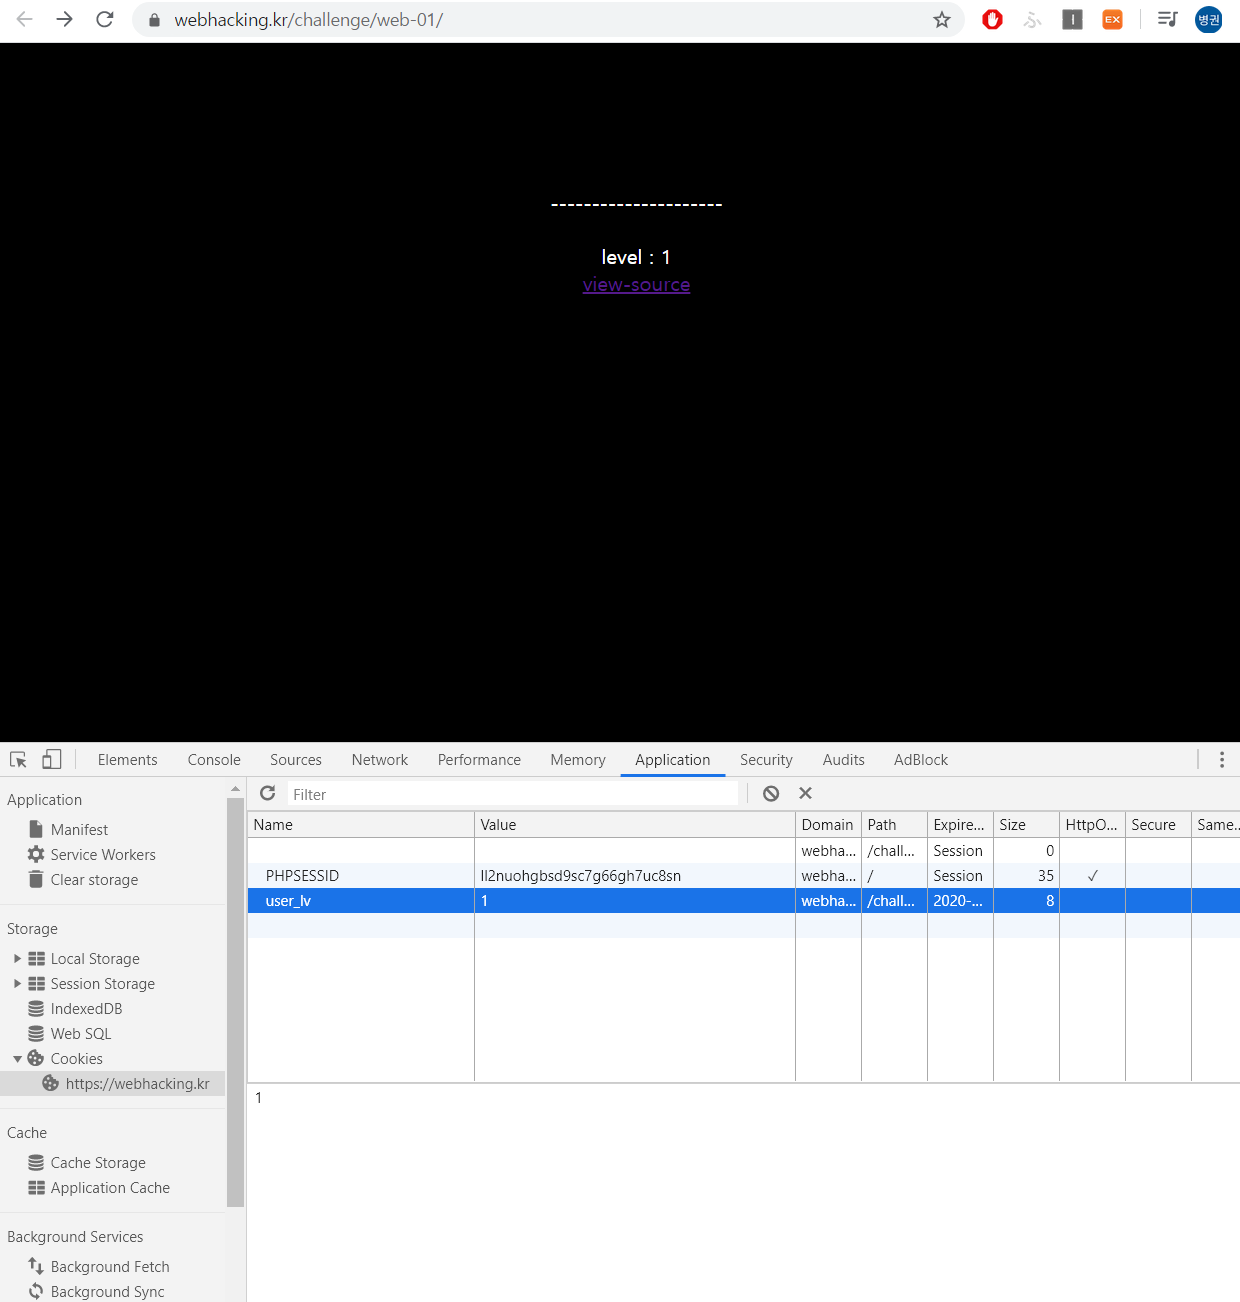 webhacking.kr/challenge/web-01/
EX
병권
---------------------
level : 1
view-source
Elements Console Sources Network Performance Memory Application Security Audits AdBlock
Application
Manifest
Service Workers
Clear storage
Storage
Local Storage
Session Storage
IndexedDB
Web SQL
Cookies
https://webhacking.kr
Cache
Cache Storage
Application Cache
Background Services
Background Fetch
Background Sync
Filter
Name Value Domain Path Expire... Size HttpO... Secure Same...
webha... /chall... Session 0
PHPSESSID ll2nuohgbsd9sc7g66gh7uc8sn webha... / Session 35 ✓
user_lv 1 webha... /chall... 2020-... 8
1